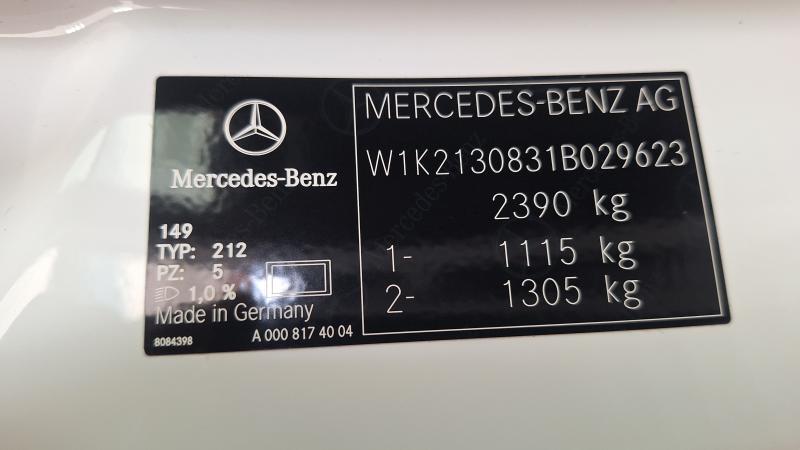 Mercedes-Benz
149
TYP: 212
PZ: 5
1,0 %
Made in Germany
8084398
A 000 817 40 04
MERCEDES-BENZ AG
W1K2130831B029623
2390 kg
1- 1115 kg
2- 1305 kg